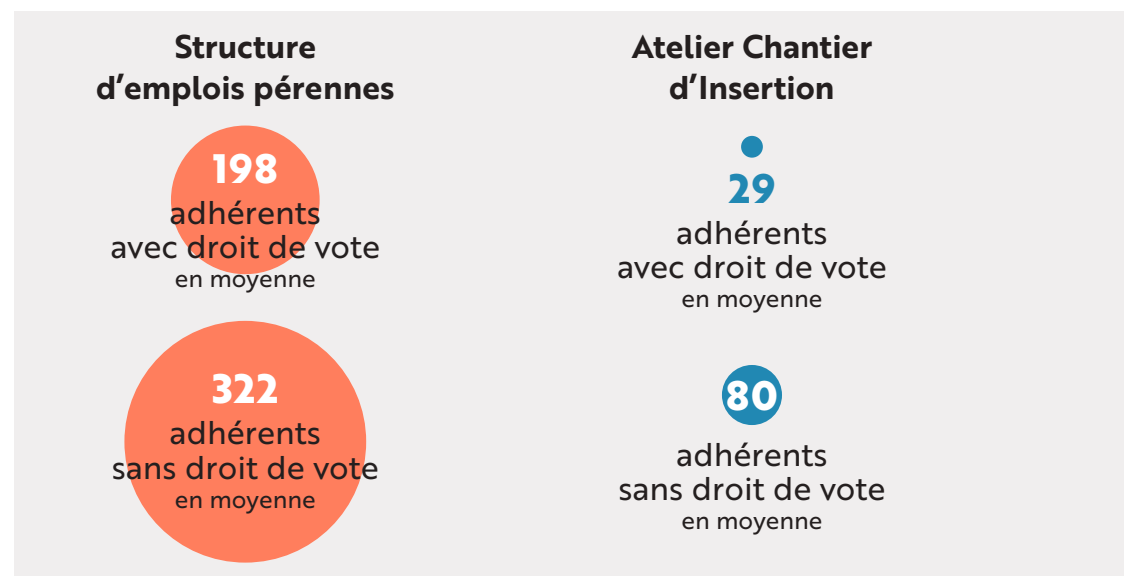 Structure
d’emplois pérennes
198
adhérents
avec droit de vote
en moyenne
322
adhérents
sans droit de vote
en moyenne
Atelier Chantier
d’Insertion
29
adhérents
avec droit de vote
en moyenne
80
adhérents
sans droit de vote
en moyenne